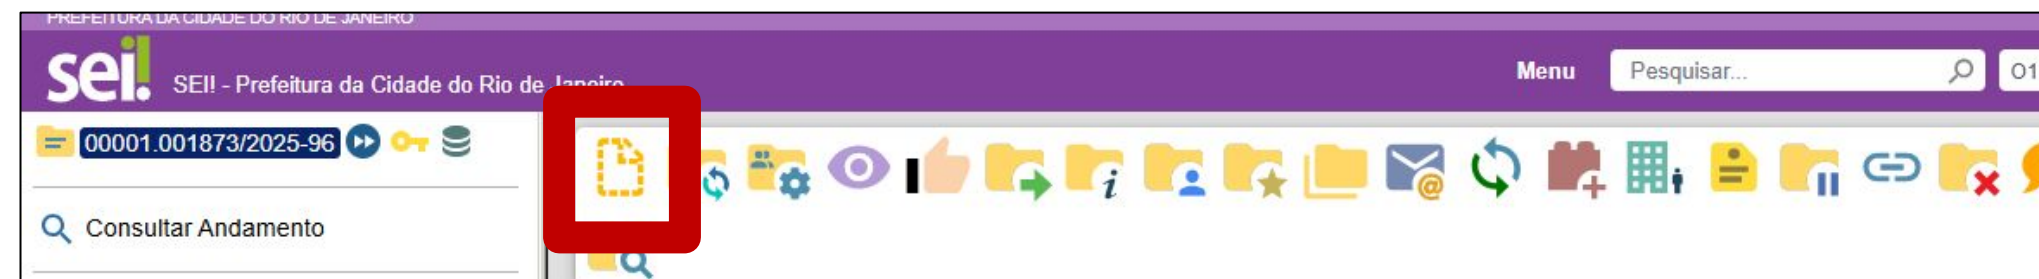 PREFEITURA DA CIDADE DO RIO DE JANEIRO
sei!
SEI! - Prefeitura da Cidade do Rio de Janeiro
Menu
Pesquisar...
O1
00001.001873/2025-96
Consultar Andamento